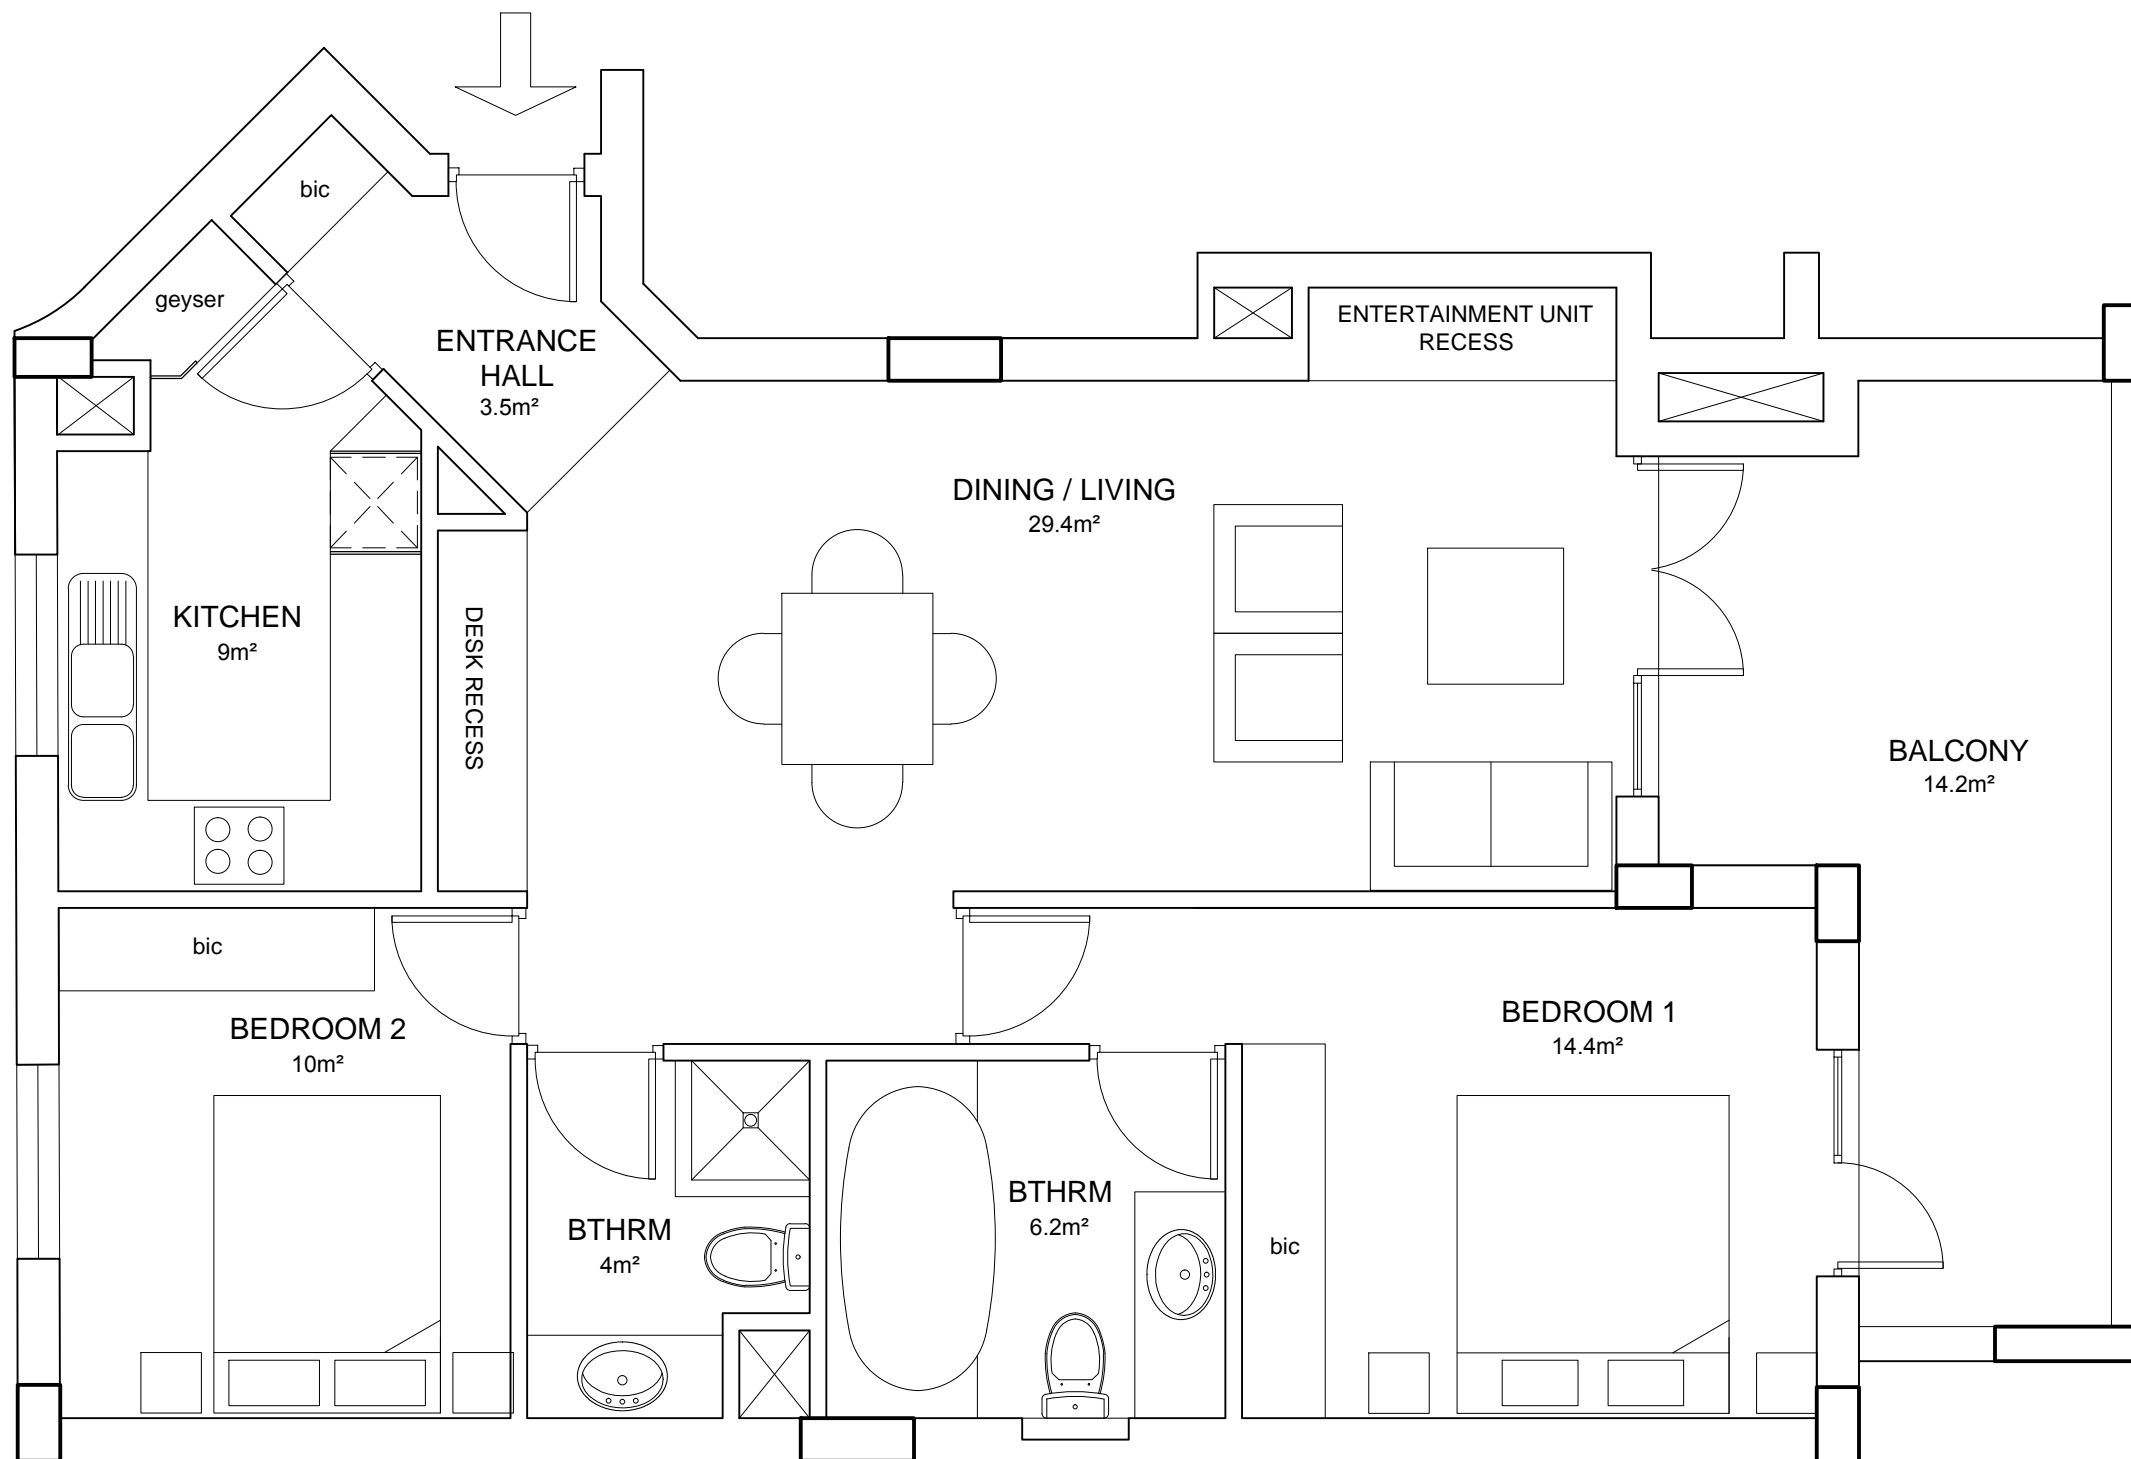 bic
geyser
ENTRANCE
HALL
3.5m²
ENTERTAINMENT UNIT
RECESS
DINING / LIVING
29.4m²
KITCHEN
9m²
DESK RECESS
BALCONY
14.2m²
bic
BEDROOM 2
10m²
BEDROOM 1
14.4m²
BTHRM
4m²
BTHRM
6.2m²
bic